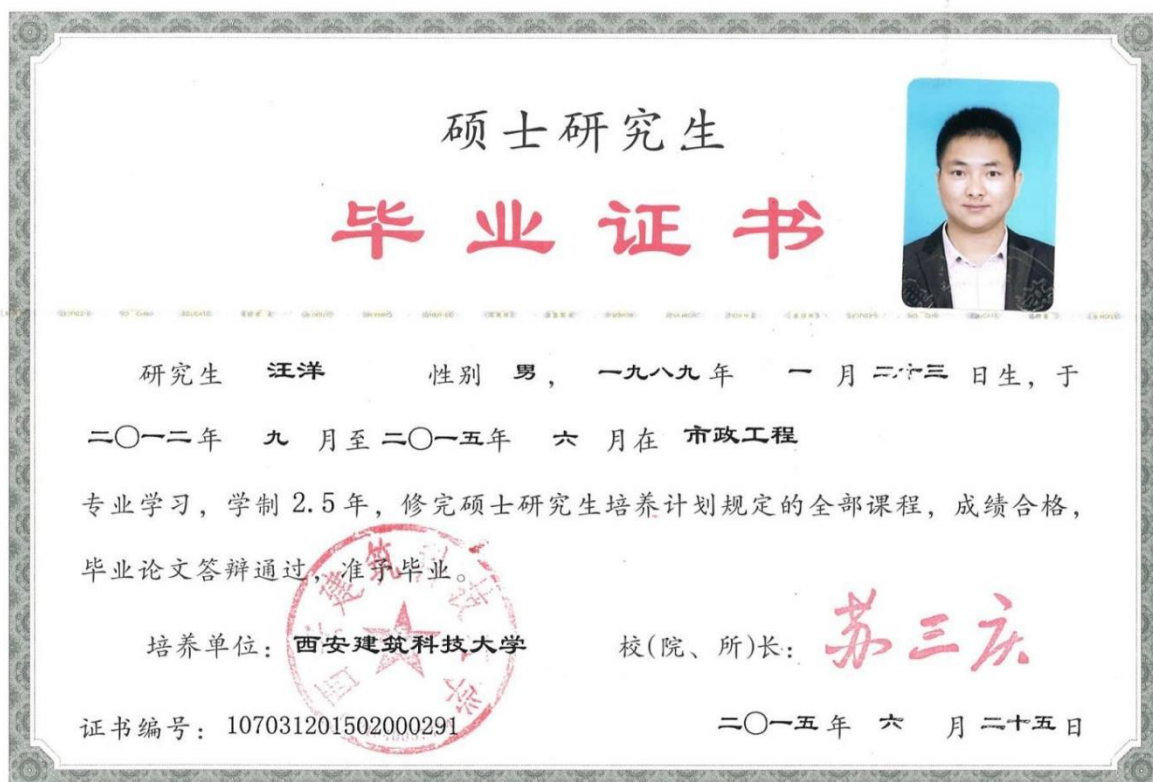 硕士研究生
毕业证书
研究生 汪洋 性别 男， 一九八九年 一 月 二十三 日生，于
二〇一二年 九 月至二〇一五年 六 月在 市政工程
专业学习，学制 2.5 年，修完硕士研究生培养计划规定的全部课程，成绩合格，
毕业论文答辩通过，准予毕业。
培养单位：西安建筑科技大学 校(院、所)长：苏三庆
证书编号：107031201502000291 二〇一五年 六 月 二十五日